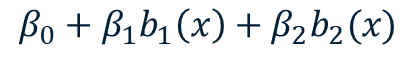 β₀ + β₁b₁(x) + β₂b₂(x)